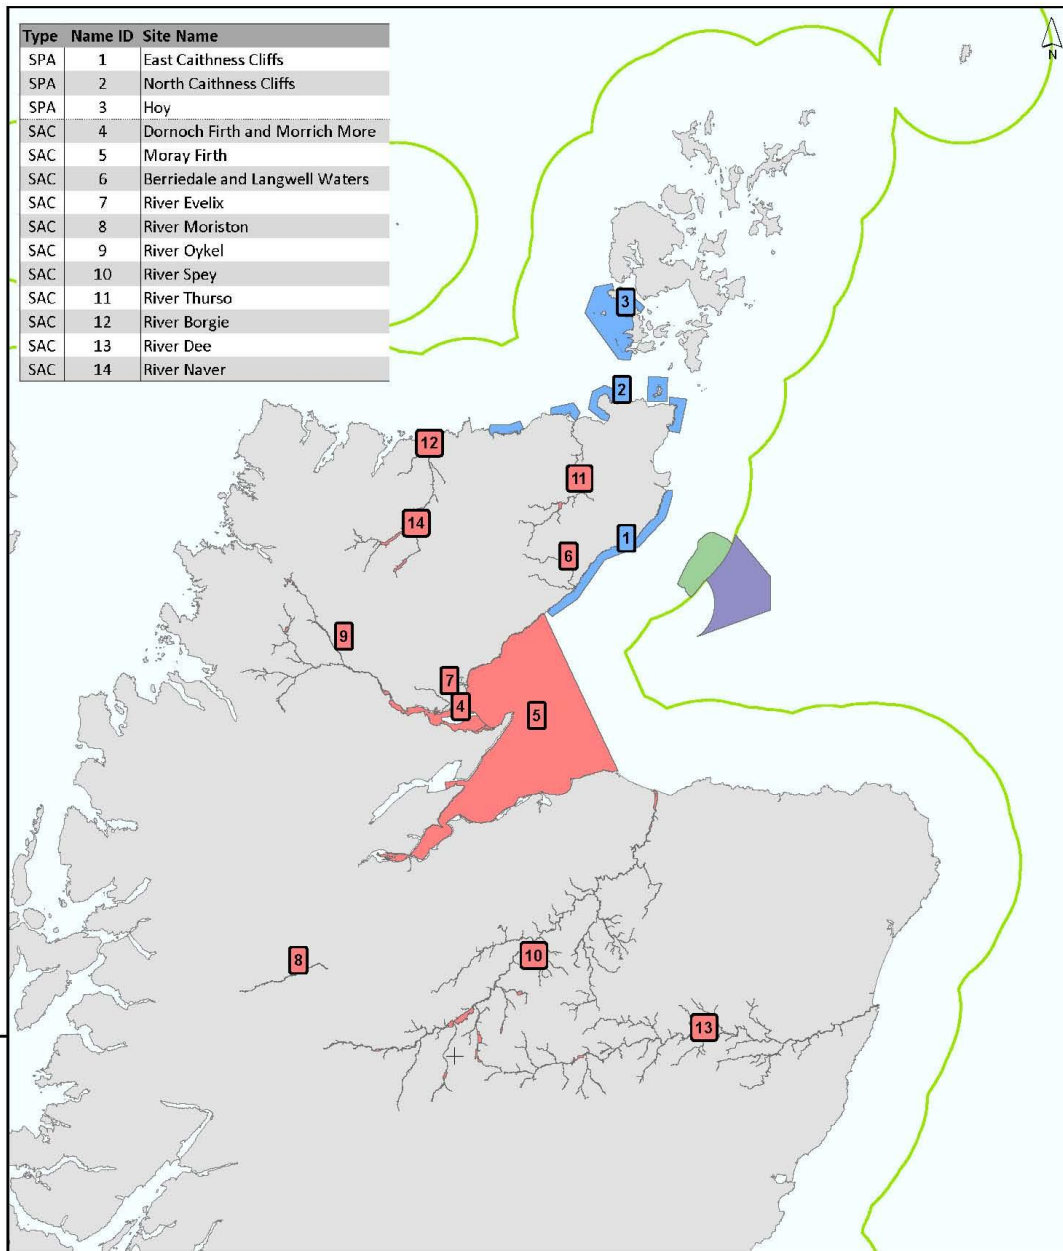 Type Name ID Site Name
SPA 1 East Caithness Cliffs
SPA 2 North Caithness Cliffs
SPA 3 Hoy
SAC 4 Dornoch Firth and Morrich More
SAC 5 Moray Firth
SAC 6 Berriedale and Langwell Waters
SAC 7 River Evelix
SAC 8 River Moriston
SAC 9 River Oykel
SAC 10 River Spey
SAC 11 River Thurso
SAC 12 River Borgie
SAC 13 River Dee
SAC 14 River Naver
N
3
2
12
11
14
1
6
9
7
4
5
10
8
13